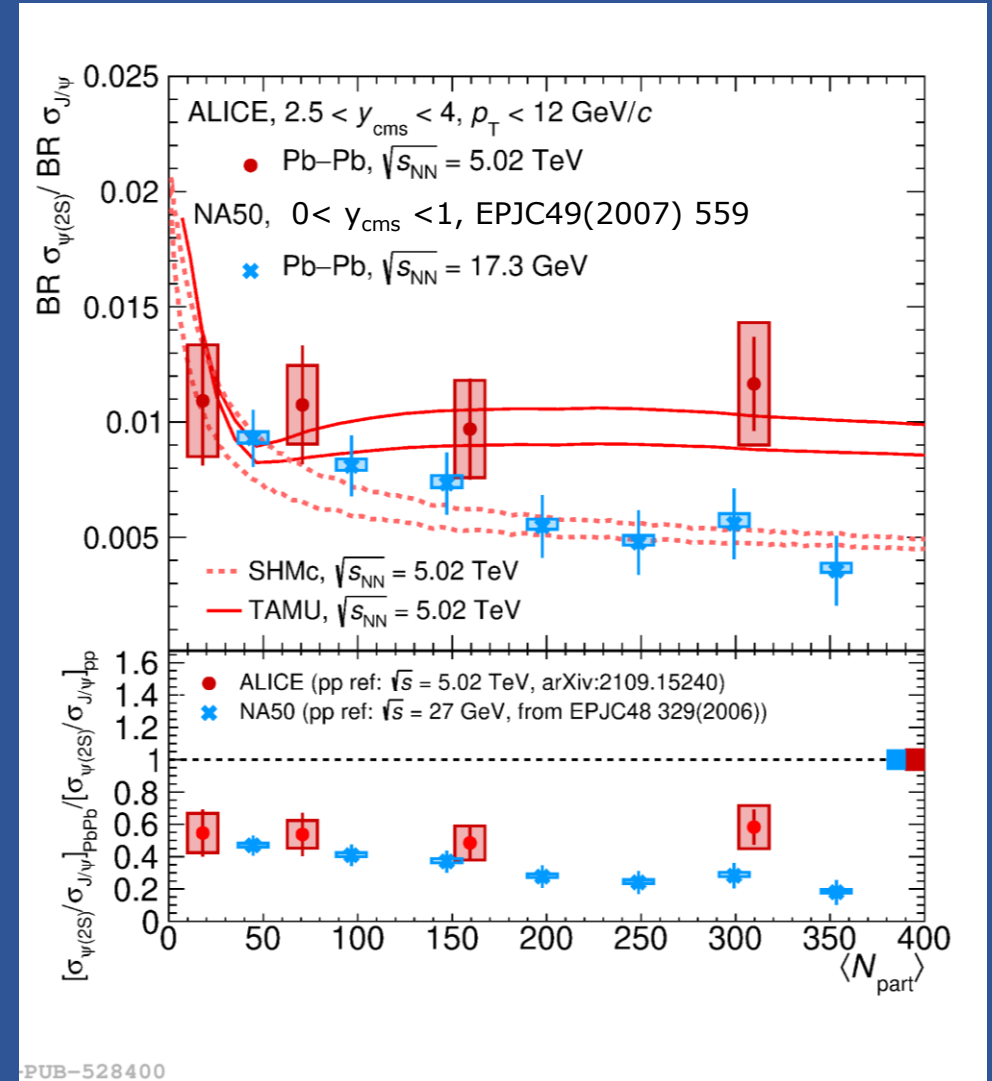 0.025
ALICE, 2.5 < y_cms < 4, p_T < 12 GeV/c
Pb–Pb, √s_NN = 5.02 TeV
0.02
NA50, 0< y_cms <1, EPJC49(2007) 559
Pb–Pb, √s_NN = 17.3 GeV
BR σ_ψ(2S)/ BR σ_J/ψ
0.015
0.01
0.005
SHMc, √s_NN = 5.02 TeV
TAMU, √s_NN = 5.02 TeV
1.6
ALICE (pp ref: √s = 5.02 TeV, arXiv:2109.15240)
1.4
NA50 (pp ref: √s = 27 GeV, from EPJC48 329(2006))
1.2
1
0.8
0.6
0.4
0.2
0
[σ_ψ(2S)/σ_J/ψ]_PbPb/[σ_ψ(2S)/σ_J/ψ]_pp
0 50 100 150 200 250 300 350 400
⟨N_part⟩
-PUB-528400